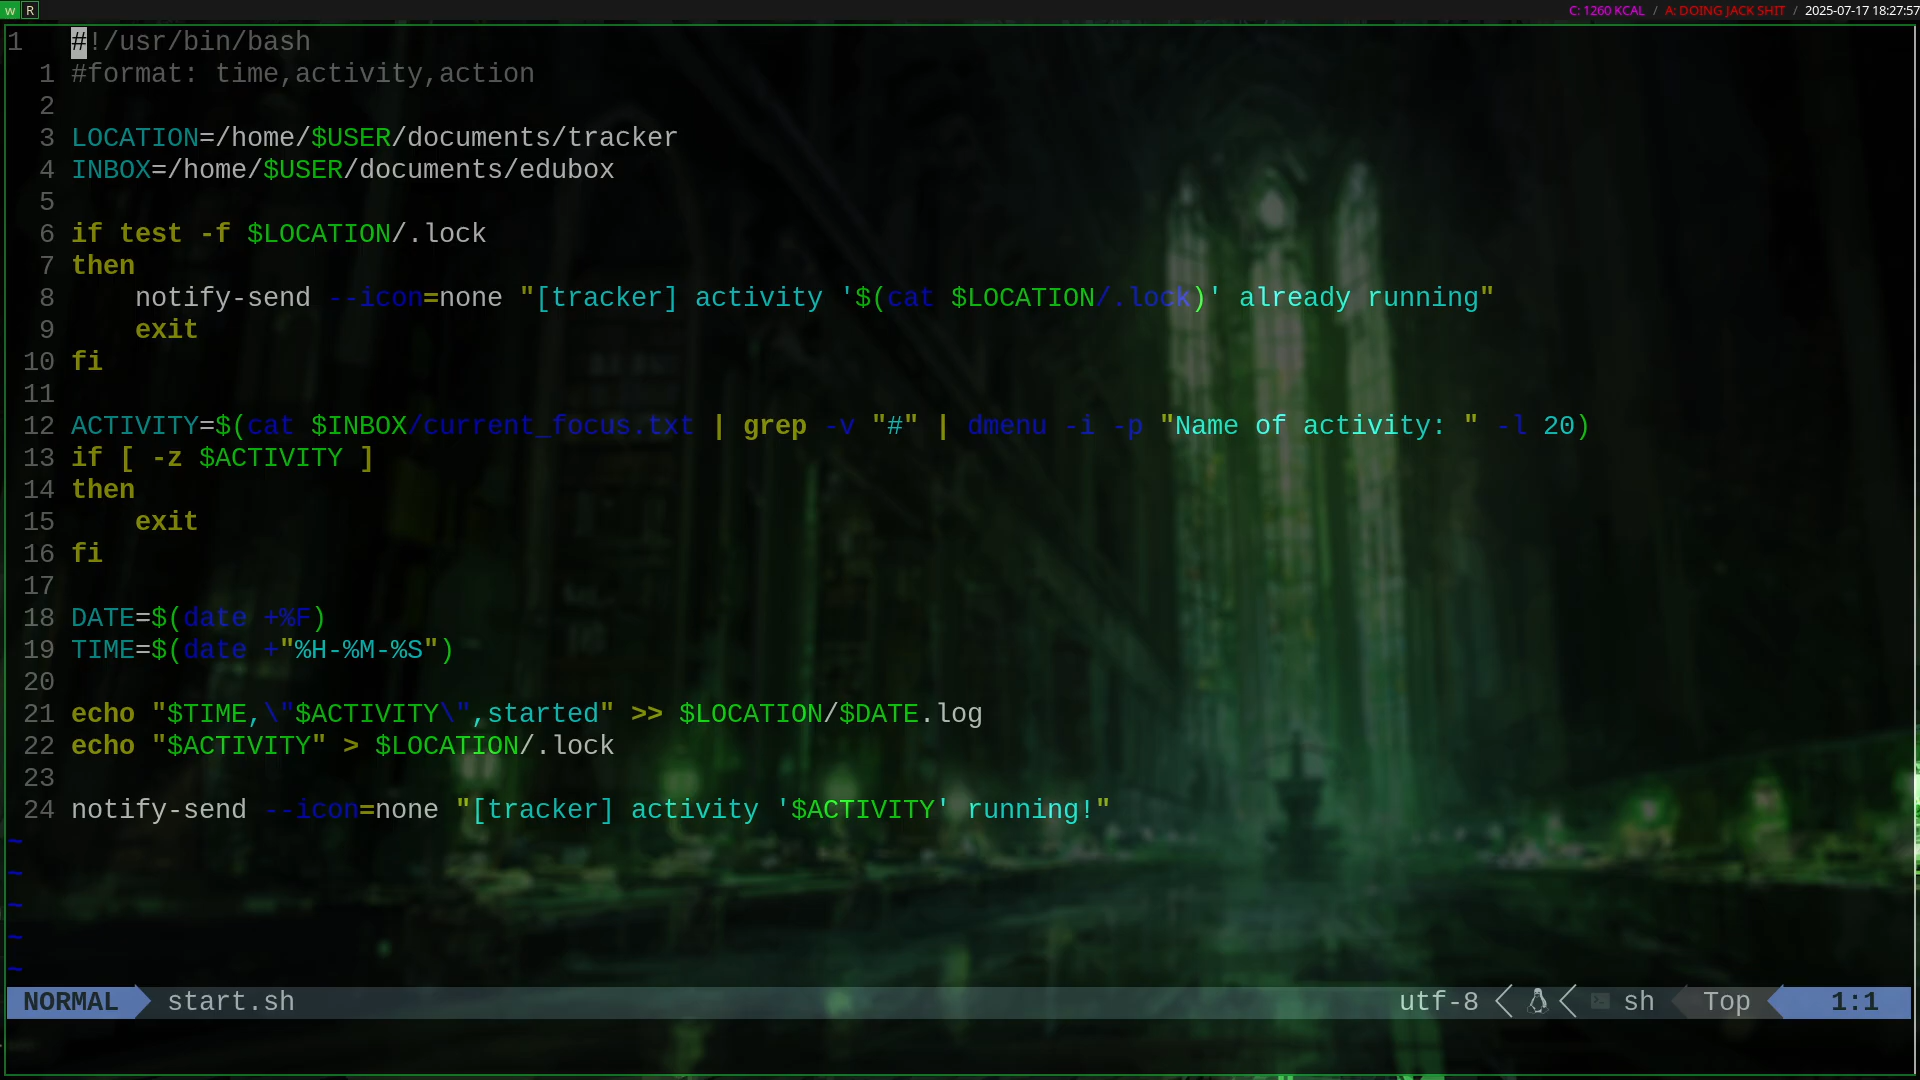 w R C: 1260 KCAL / A: DOING JACK SHIT / 2025-07-17 18:27:57
1 #!/usr/bin/bash
1 #format: time,activity,action
2
3 LOCATION=/home/$USER/documents/tracker
4 INBOX=/home/$USER/documents/edubox
5
6 if test -f $LOCATION/.lock
7 then
8 notify-send --icon=none "[tracker] activity '$(cat $LOCATION/.lock)' already running"
9 exit
10 fi
11
12 ACTIVITY=$(cat $INBOX/current_focus.txt | grep -v "#" | dmenu -i -p "Name of activity: " -l 20)
13 if [ -z $ACTIVITY ]
14 then
15 exit
16 fi
17
18 DATE=$(date +%F)
19 TIME=$(date +"%H-%M-%S")
20
21 echo "$TIME,\"$ACTIVITY\",started" >> $LOCATION/$DATE.log
22 echo "$ACTIVITY" > $LOCATION/.lock
23
24 notify-send --icon=none "[tracker] activity '$ACTIVITY' running!"
~
~
~
~
~
NORMAL start.sh utf-8 sh Top 1:1